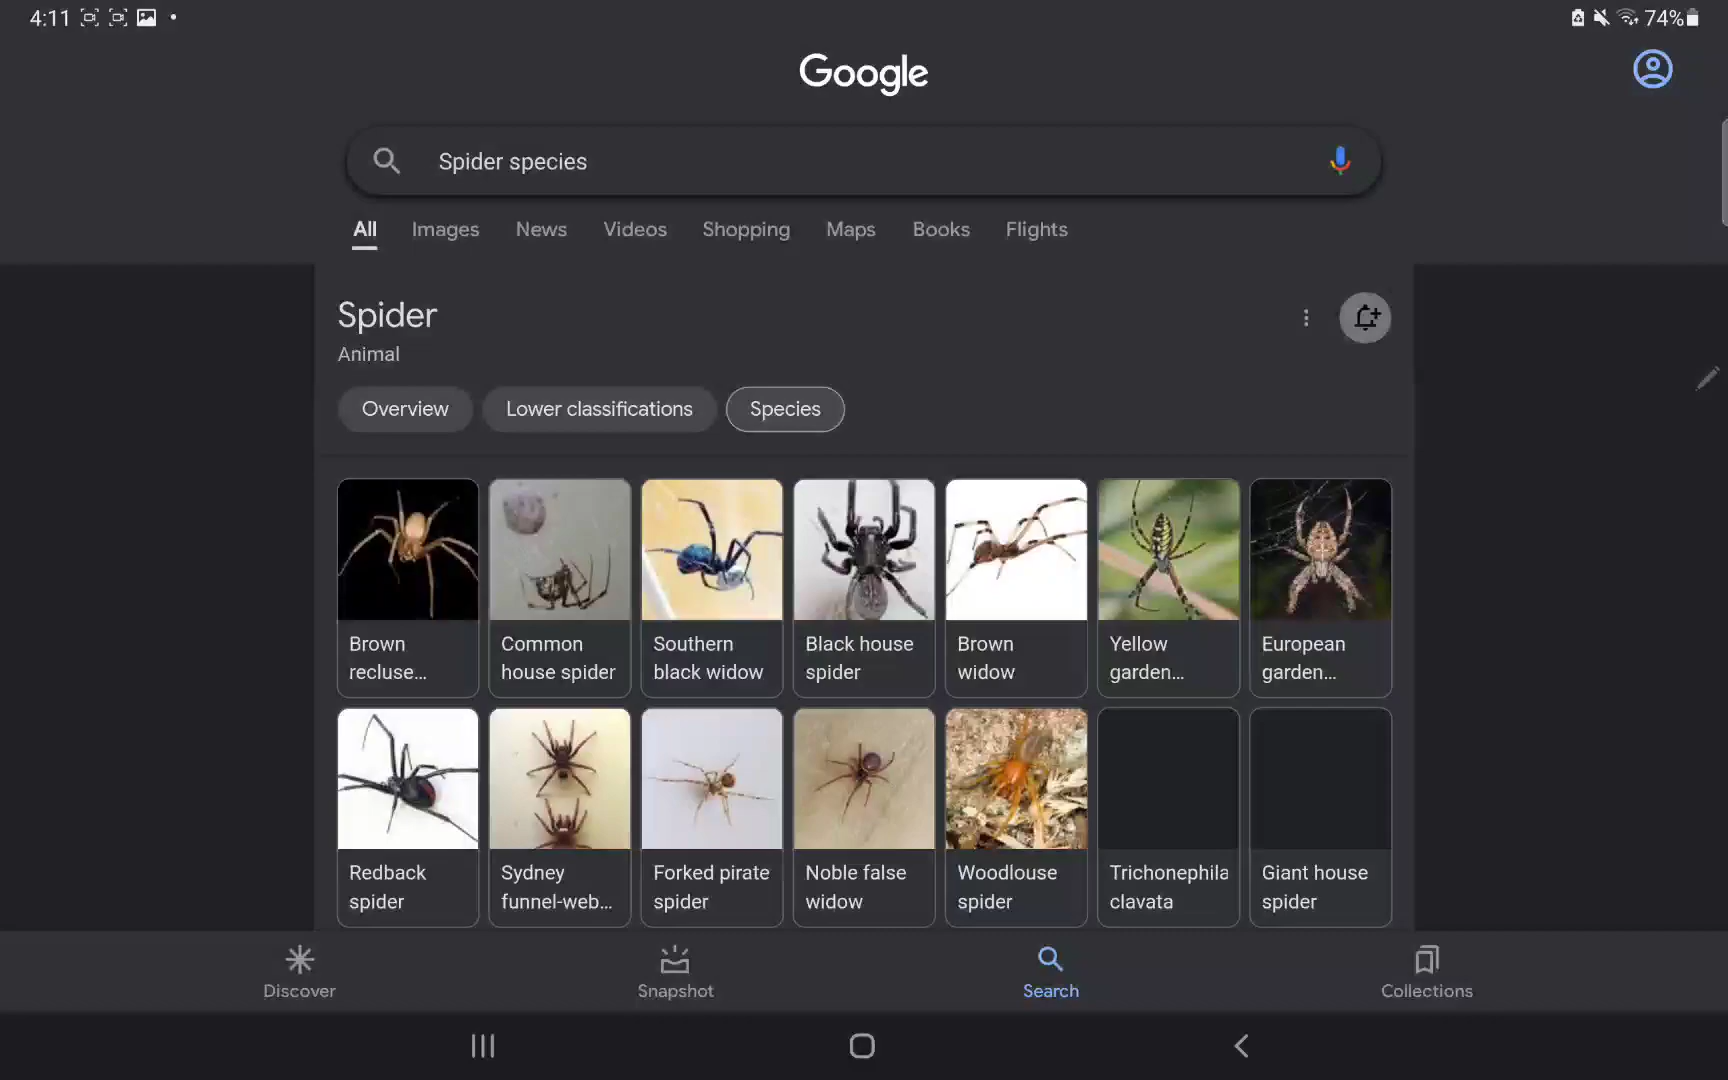 4:11
74%
Google
Spider species
All Images News Videos Shopping Maps Books Flights
Spider
Animal
Overview Lower classifications Species
Brown recluse...
Common house spider
Southern black widow
Black house spider
Brown widow
Yellow garden...
European garden...
Redback spider
Sydney funnel-web...
Forked pirate spider
Noble false widow
Woodlouse spider
Trichonephila clavata
Giant house spider
Discover Snapshot Search Collections